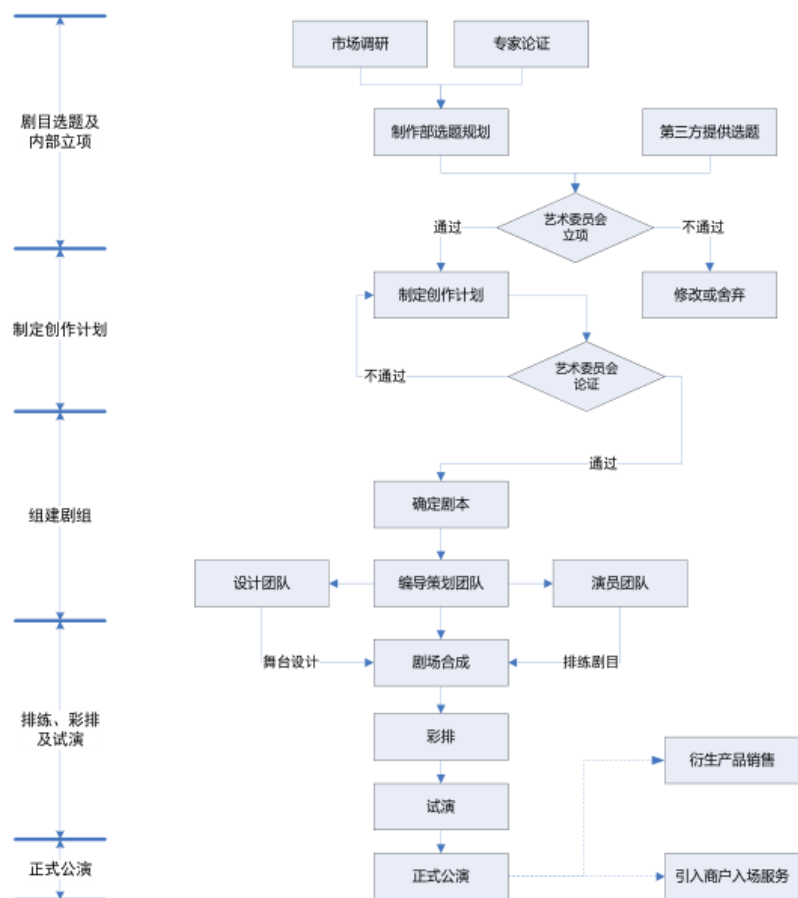 市场调研
专家论证
剧目选题及
内部立项
制作部选题规划
第三方提供选题
艺术委员会
立项
通过
不通过
制定创作计划
制定创作计划
修改或舍弃
艺术委员会
论证
不通过
通过
组建剧组
确定剧本
设计团队
编导策划团队
演员团队
舞台设计
剧场合成
排练剧目
排练、彩排
及试演
彩排
衍生产品销售
试演
正式公演
正式公演
引入商户入场服务